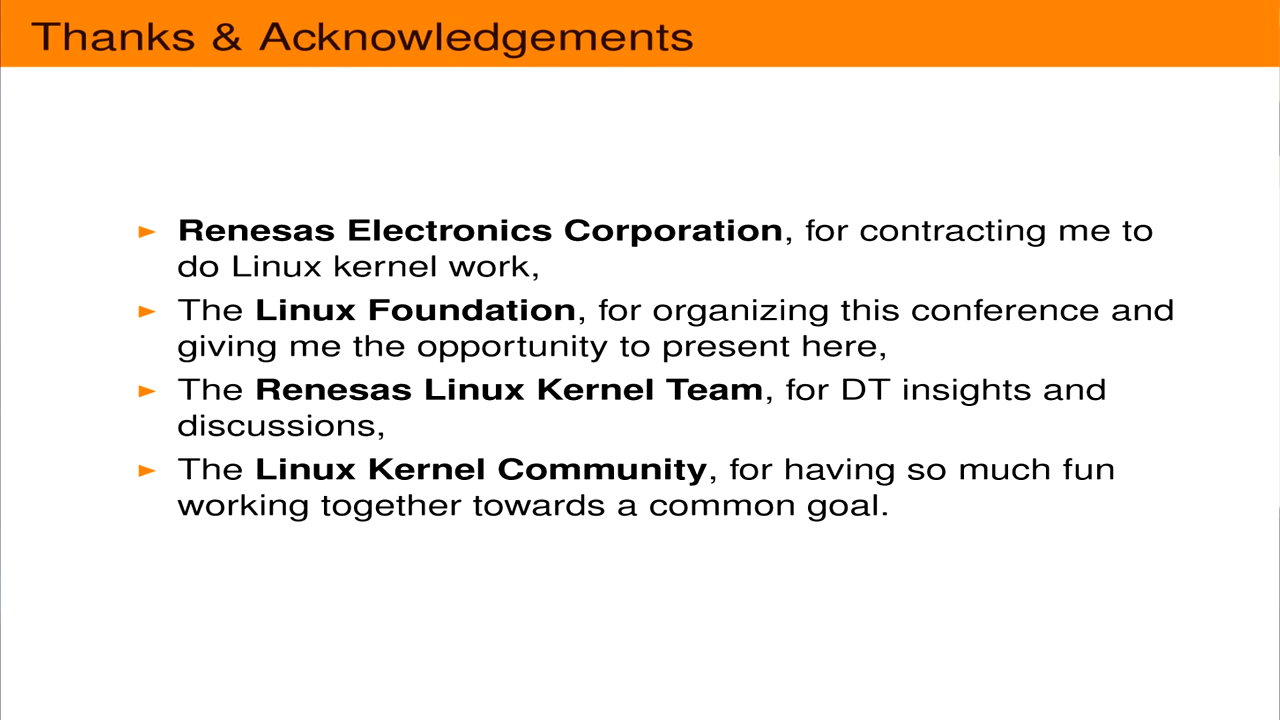 Thanks & Acknowledgements
► Renesas Electronics Corporation, for contracting me to
do Linux kernel work,
► The Linux Foundation, for organizing this conference and
giving me the opportunity to present here,
► The Renesas Linux Kernel Team, for DT insights and
discussions,
► The Linux Kernel Community, for having so much fun
working together towards a common goal.